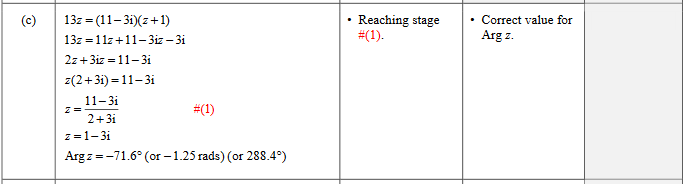 (c)
13z = (11− 3i)(z + 1)
13z = 11z + 11− 3iz − 3i
2z + 3iz = 11− 3i
z(2 + 3i) = 11− 3i
z = (11− 3i)/(2 + 3i) #(1)
z = 1− 3i
Arg z = −71.6° (or −1.25 rads) (or 288.4°)
• Reaching stage
#(1).
• Correct value for
Arg z.